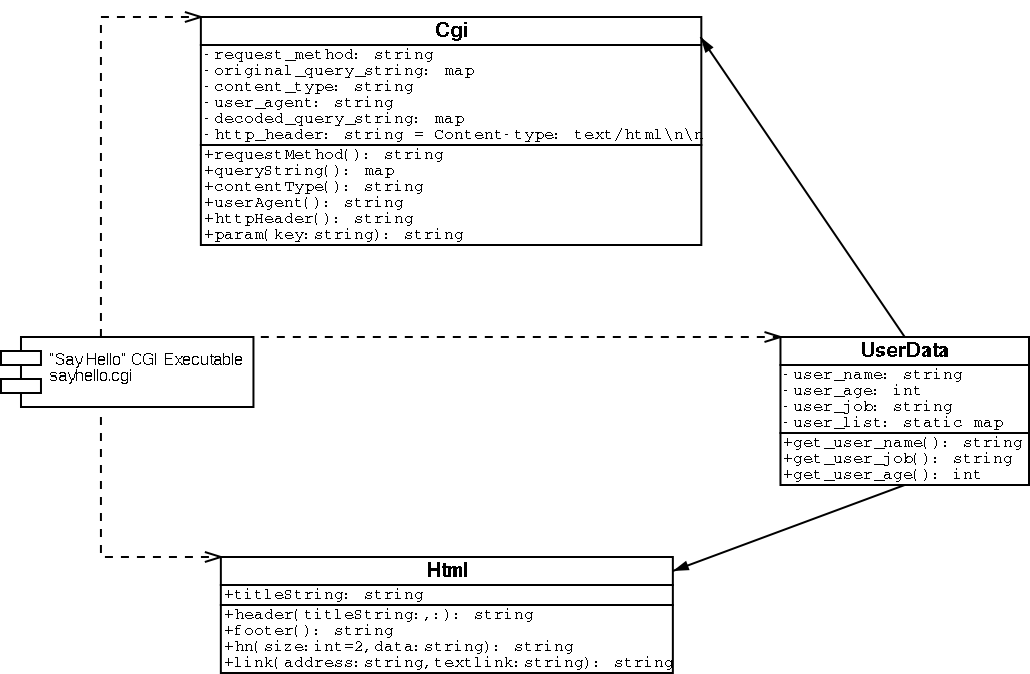 Cgi
- request_method: string
- original_query_string: map
- content_type: string
- user_agent: string
- decoded_query_string: map
- http_header: string = Content-type: text/html\n\n
+requestMethod(): string
+queryString(): map
+contentType(): string
+userAgent(): string
+httpHeader(): string
+param(key:string): string
"Say Hello" CGI Executable
sayhello.cgi
UserData
- user_name: string
- user_age: int
- user_job: string
- user_list: static map
+get_user_name(): string
+get_user_job(): string
+get_user_age(): int
Html
+titleString: string
+header(titleString:,:): string
+footer(): string
+hn(size:int=2,data:string): string
+link(address:string,textlink:string): string